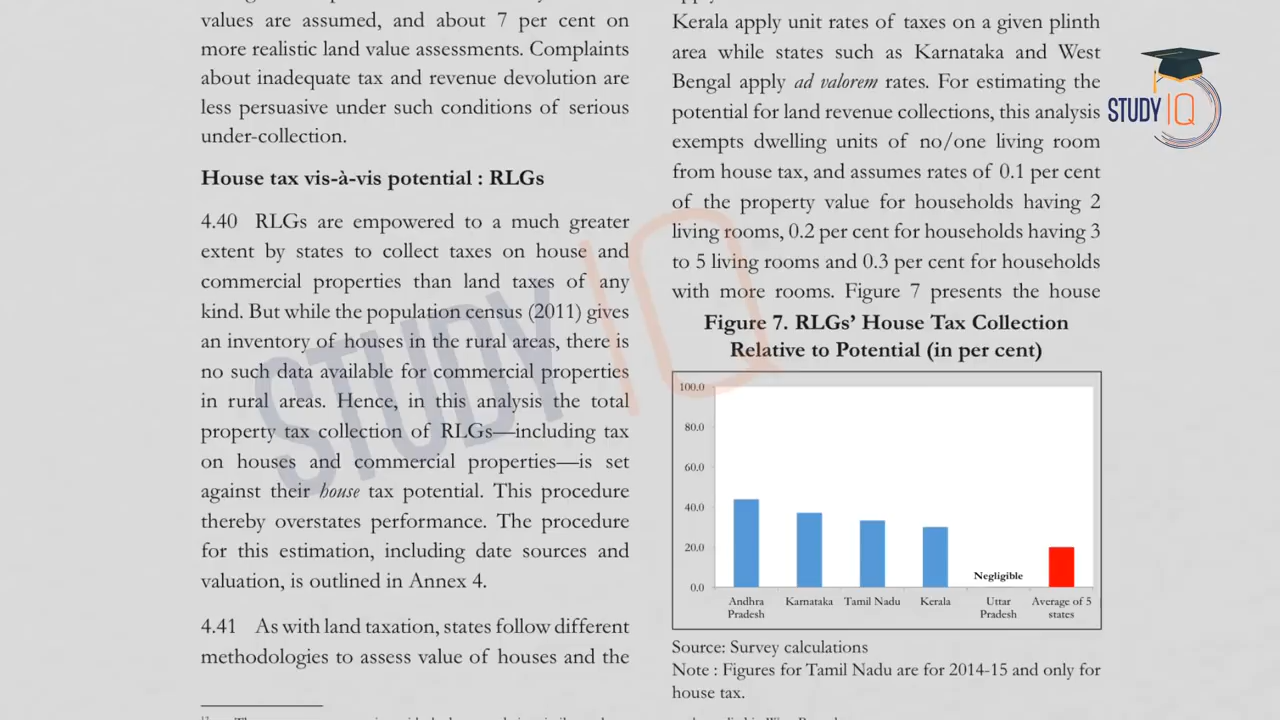 values are assumed, and about 7 per cent on
more realistic land value assessments. Complaints
about inadequate tax and revenue devolution are
less persuasive under such conditions of serious
under-collection.
House tax vis-à-vis potential : RLGs
4.40 RLGs are empowered to a much greater
extent by states to collect taxes on house and
commercial properties than land taxes of any
kind. But while the population census (2011) gives
an inventory of houses in the rural areas, there is
no such data available for commercial properties
in rural areas. Hence, in this analysis the total
property tax collection of RLGs—including tax
on houses and commercial properties—is set
against their house tax potential. This procedure
thereby overstates performance. The procedure
for this estimation, including date sources and
valuation, is outlined in Annex 4.
4.41 As with land taxation, states follow different
methodologies to assess value of houses and the
Kerala apply unit rates of taxes on a given plinth
area while states such as Karnataka and West
Bengal apply ad valorem rates. For estimating the
potential for land revenue collections, this analysis
exempts dwelling units of no/one living room
from house tax, and assumes rates of 0.1 per cent
of the property value for households having 2
living rooms, 0.2 per cent for households having 3
to 5 living rooms and 0.3 per cent for households
with more rooms. Figure 7 presents the house
Figure 7. RLGs' House Tax Collection
Relative to Potential (in per cent)
100.0
80.0
60.0
40.0
20.0
0.0
Negligible
Andhra Pradesh
Karnataka
Tamil Nadu
Kerala
Uttar Pradesh
Average of 5 states
Source: Survey calculations
Note : Figures for Tamil Nadu are for 2014-15 and only for
house tax.
STUDY IQ
STUDY IQ